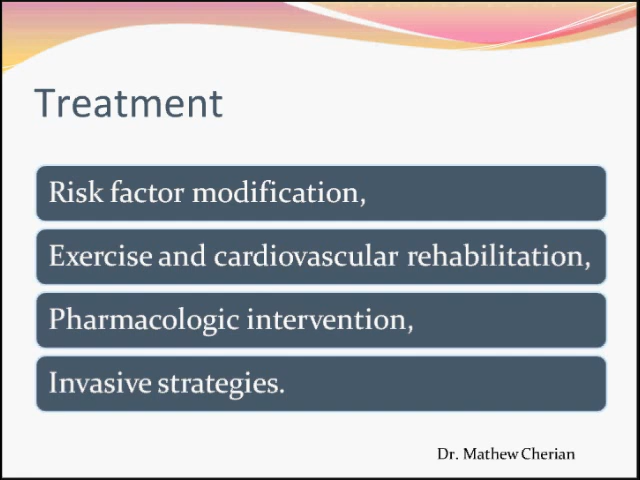 Treatment
Risk factor modification,
Exercise and cardiovascular rehabilitation,
Pharmacologic intervention,
Invasive strategies.
Dr. Mathew Cherian